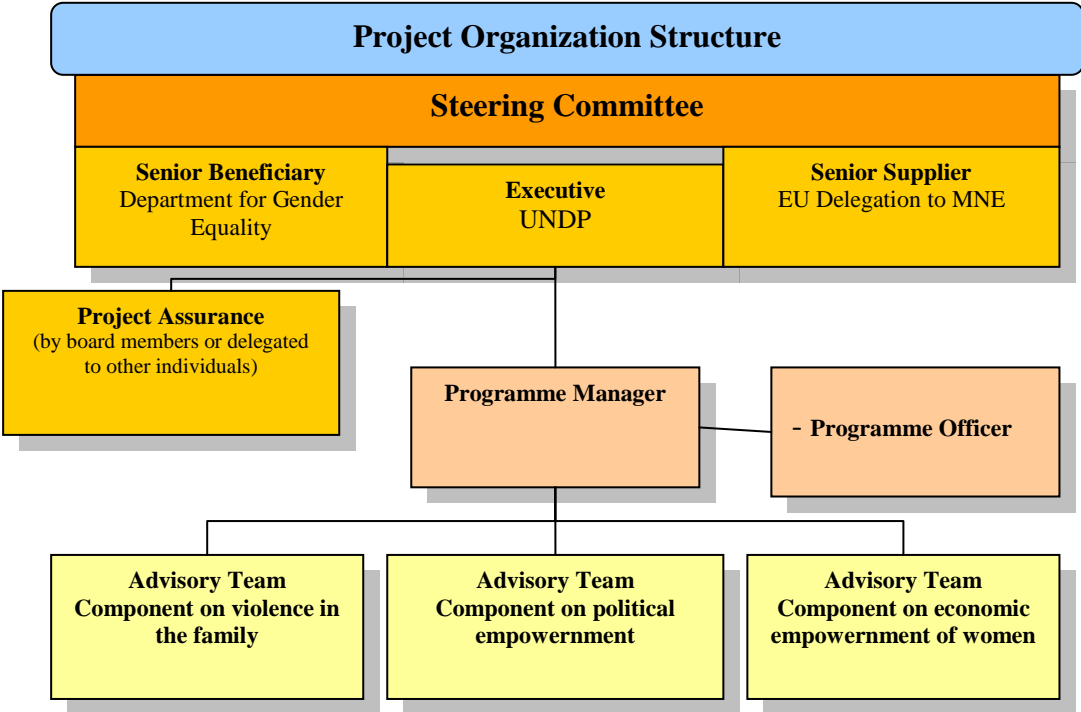 Project Organization Structure
Steering Committee
Senior Beneficiary
Department for Gender
Equality
Executive
UNDP
Senior Supplier
EU Delegation to MNE
Project Assurance
(by board members or delegated
to other individuals)
Programme Manager
- Programme Officer
Advisory Team
Component on violence in
the family
Advisory Team
Component on political
empowernment
Advisory Team
Component on economic
empowernment of women